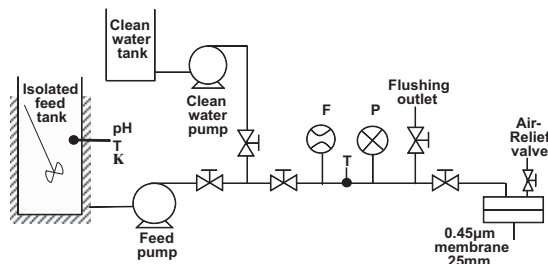 Clean
water
tank
Isolated
feed
tank
pH
T
K
Clean
water
pump
Feed
pump
F
T
P
Flushing
outlet
Air-
Relief
valve
0.45µm
membrane
25mm